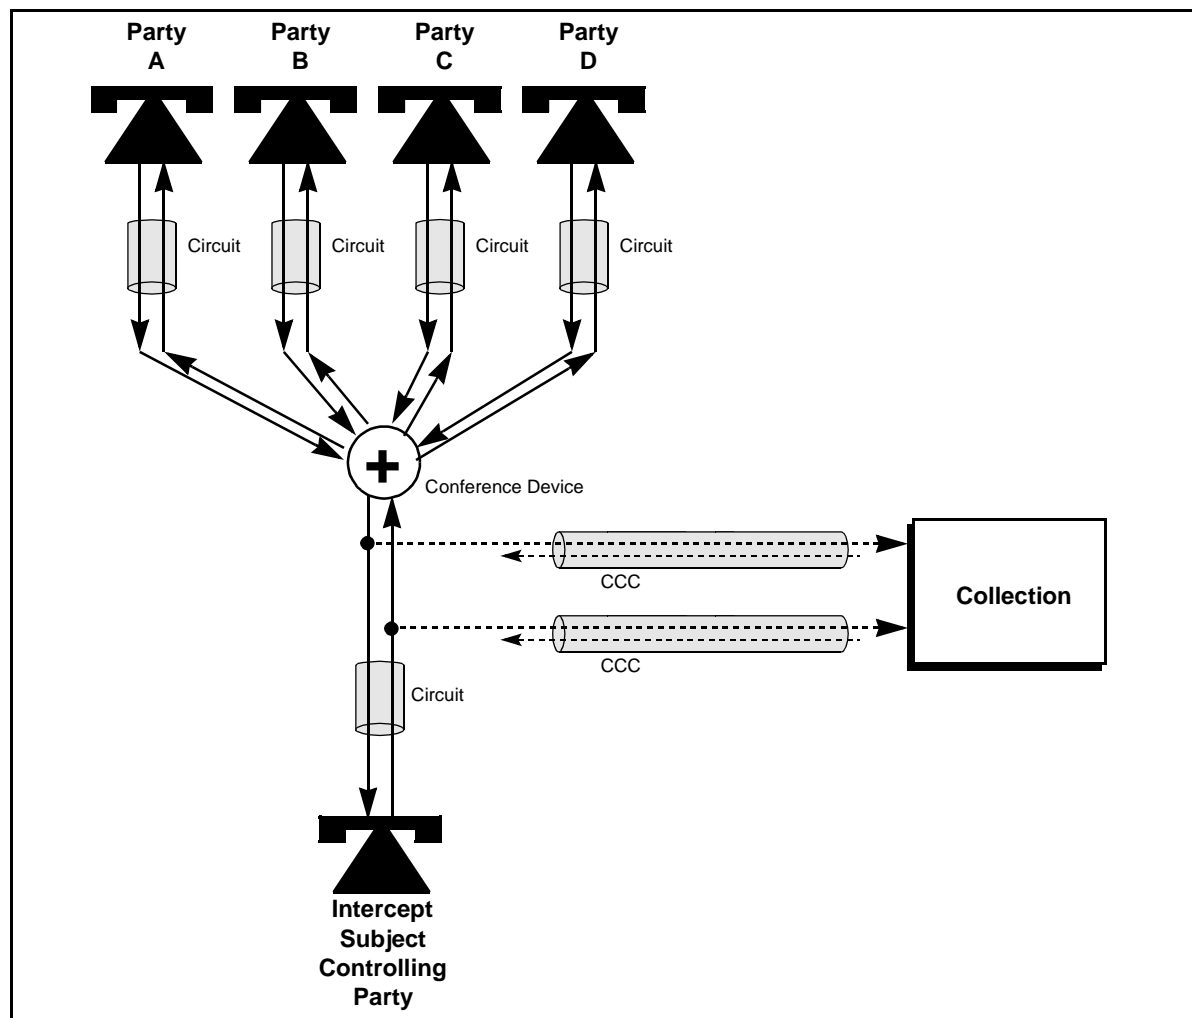 Party
A
Party
B
Party
C
Party
D
Circuit
Circuit
Circuit
Circuit
+
Conference Device
CCC
Collection
CCC
Circuit
Intercept
Subject
Controlling
Party